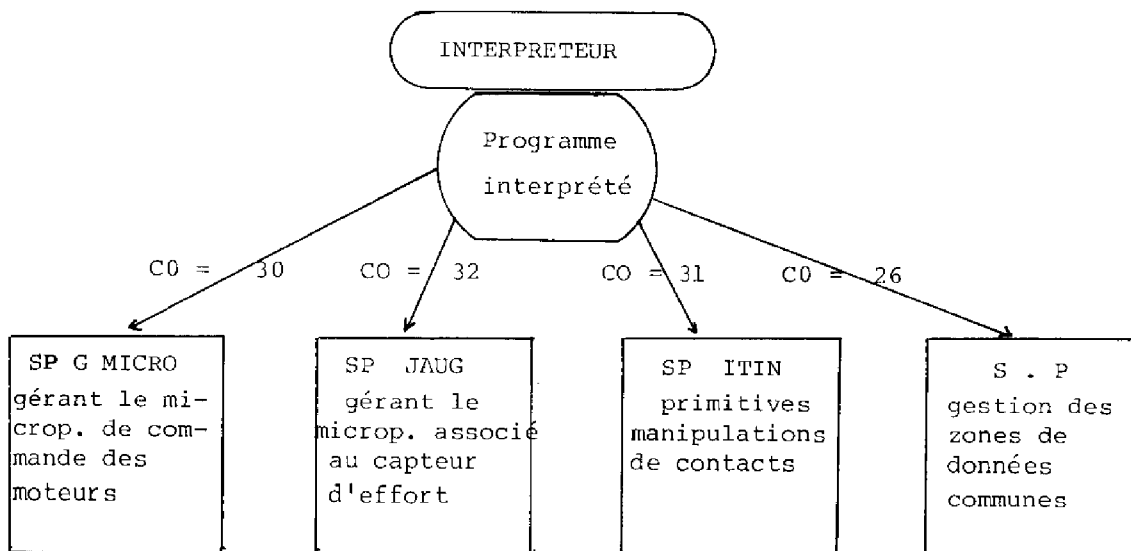 INTERPRETEUR
Programme
interprété
CO = 30
CO = 32
CO = 31
CO = 26
SP G MICRO
gérant le mi-
crop. de com-
mande des
moteurs
SP JAUG
gérant le
microp. associé
au capteur
d'effort
SP ITIN
primitives
manipulations
de contacts
S . P
gestion des
zones de
données
communes